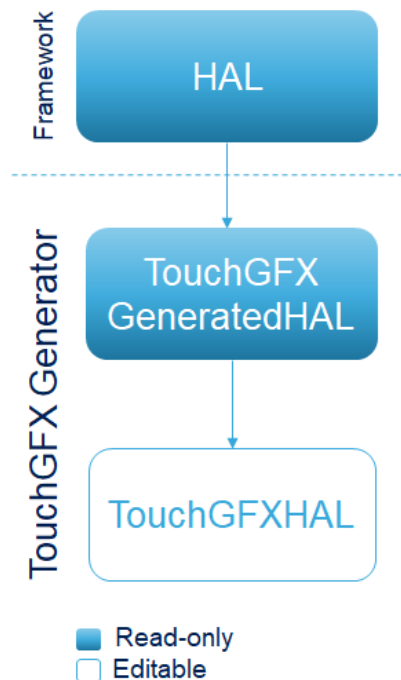 Framework
HAL
TouchGFX Generator
TouchGFX
GeneratedHAL
TouchGFXHAL
Read-only
Editable